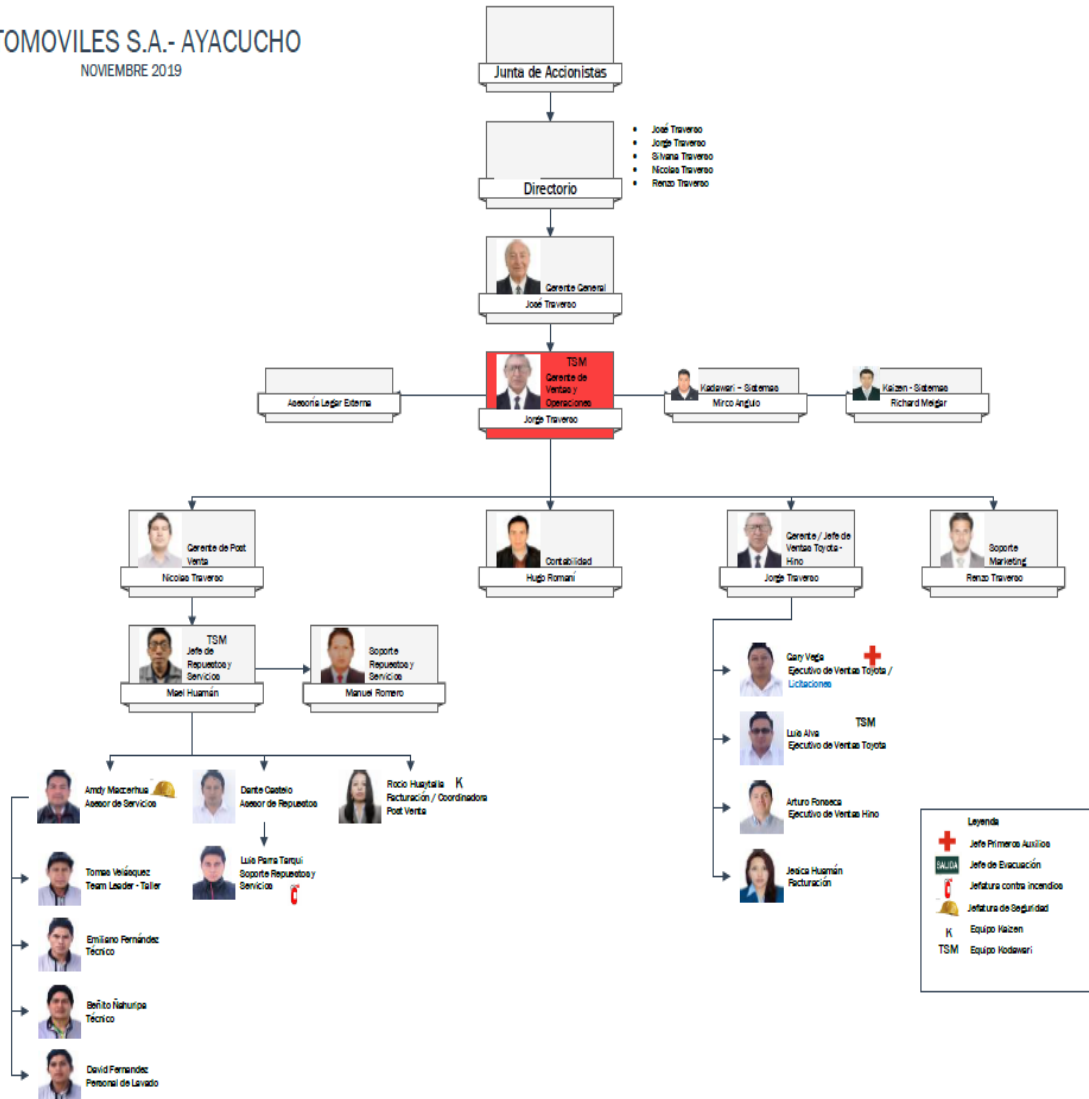 TOMOVILES S.A.- AYACUCHO
NOVIEMBRE 2019
Junta de Accionistas
Directorio
• José Traverso
• Jorge Traverso
• Silvana Traverso
• Nicolas Traverso
• Renzo Traverso
Gerente General
José Traverso
TSM
Gerente de
Ventas y
Operaciones
Jorge Traverso
Asesoría Legar Externa
Kadawari – Sistemas
Mirco Angulo
Kaizen - Sistemas
Richard Melgar
Gerente de Post
Venta
Nicolas Traverso
Contabilidad
Hugo Romaní
Gerente / Jefe de
Ventas Toyota -
Hino
Jorge Traverso
Soporte
Marketing
Renzo Traverso
TSM
Jefe de
Repuestos y
Servicios
Mael Huamán
Soporte
Repuestos y
Servicios
Manuel Romero
Andy Maccerhua
Asesor de Servicios
Dante Castelo
Asesor de Repuestos
Rocio Huaytalla K
Facturación / Coordinadora
Post Venta
Tomas Velásquez
Team Leader - Taller
Luis Parra Tarqui
Soporte Repuestos y
Servicios
Emiliano Fernández
Técnico
Beñito Ñahuripa
Técnico
David Fernandez
Personal de Lavado
Gary Vega
Ejecutivo de Ventas Toyota /
Licitaciones
TSM
Luis Alva
Ejecutivo de Ventas Toyota
Arturo Fonseca
Ejecutivo de Ventas Hino
Jesica Huamán
Facturación
Leyenda
Jefe Primeros Auxilios
SALIDA Jefe de Evacuación
Jefatura contra incendios
Jefatura de Seguridad
K Equipo Kaizen
TSM Equipo Kodawari